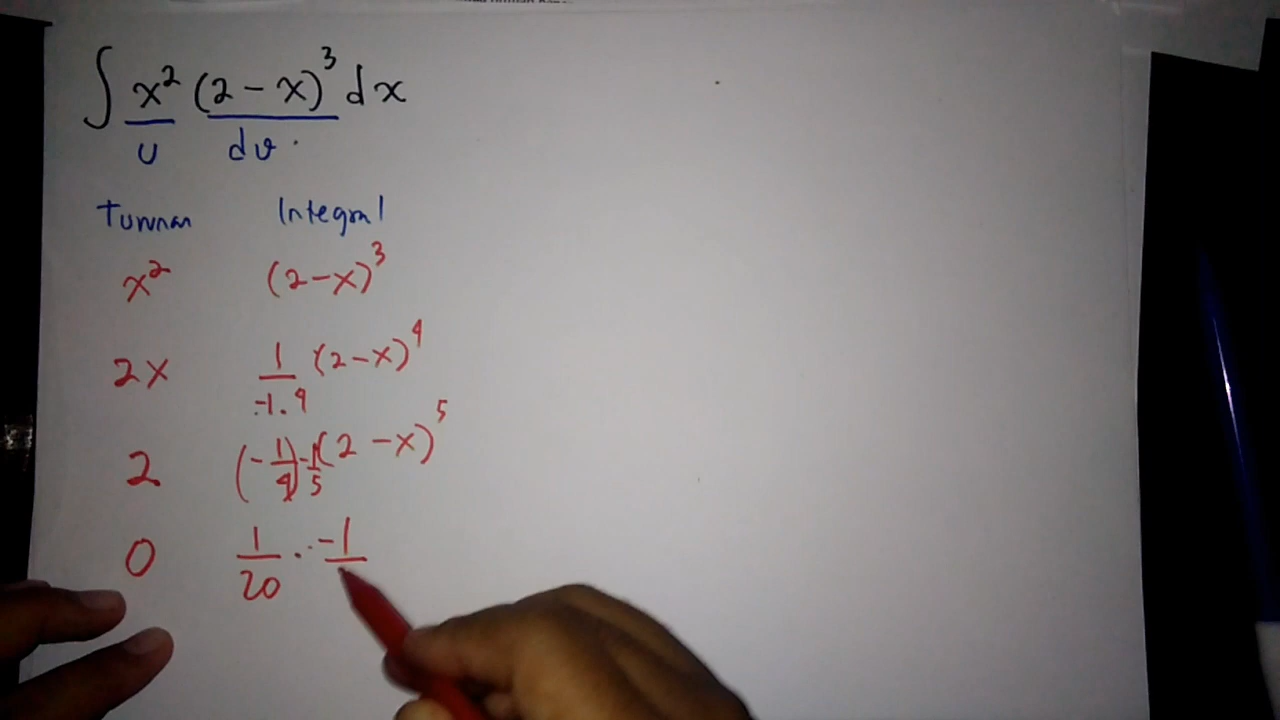 ∫ x² (2 - x)³ dx
u dv
Turunan Integral
x² (2-x)³
2x 1/-1.4 (2-x)⁴
2 (-1/4) -1/5 (2-x)⁵
0 1/20 . -1/